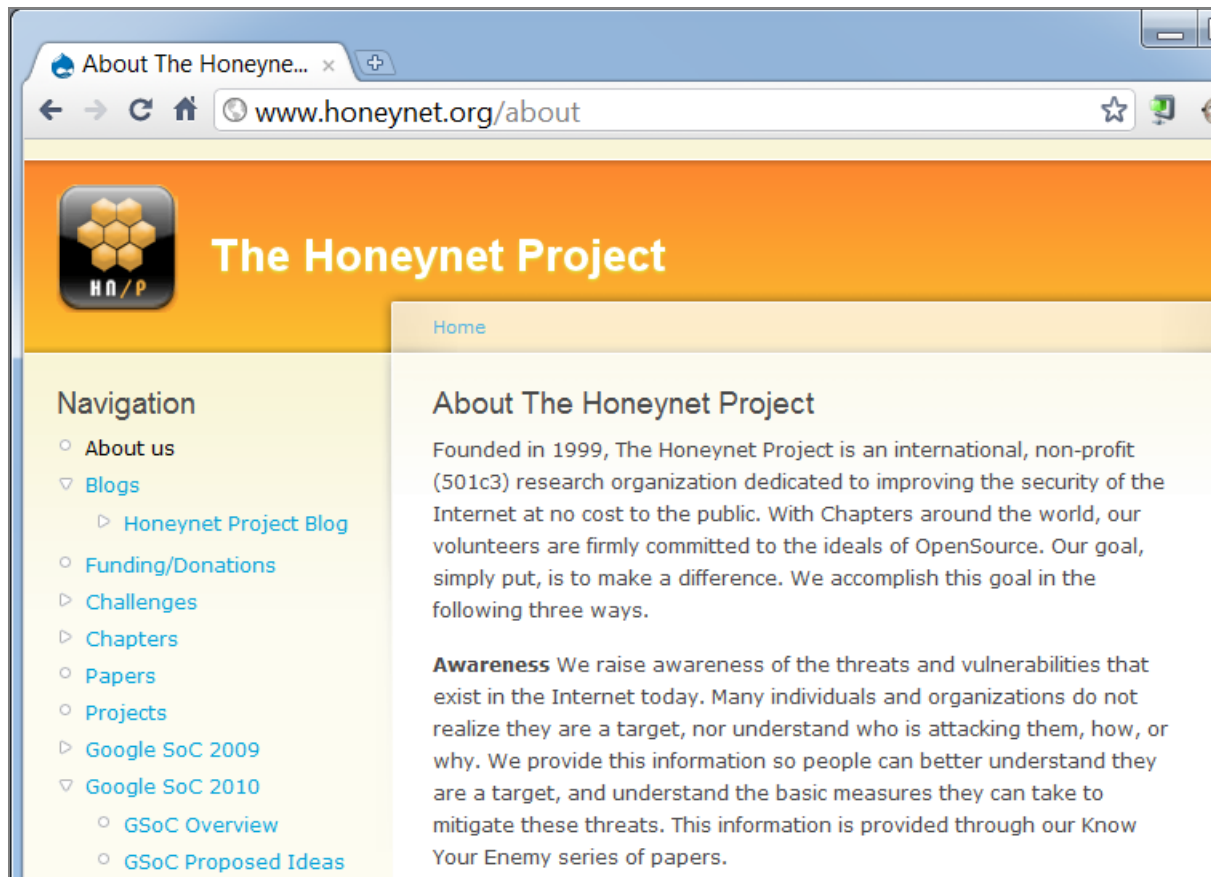 About The Honeyne...
www.honeynet.org/about
HN/P
The Honeynet Project
Home
Navigation
About us
Blogs
Honeynet Project Blog
Funding/Donations
Challenges
Chapters
Papers
Projects
Google SoC 2009
Google SoC 2010
GSoC Overview
GSoC Proposed Ideas
About The Honeynet Project
Founded in 1999, The Honeynet Project is an international, non-profit
(501c3) research organization dedicated to improving the security of the
Internet at no cost to the public. With Chapters around the world, our
volunteers are firmly committed to the ideals of OpenSource. Our goal,
simply put, is to make a difference. We accomplish this goal in the
following three ways.
Awareness We raise awareness of the threats and vulnerabilities that
exist in the Internet today. Many individuals and organizations do not
realize they are a target, nor understand who is attacking them, how, or
why. We provide this information so people can better understand they
are a target, and understand the basic measures they can take to
mitigate these threats. This information is provided through our Know
Your Enemy series of papers.